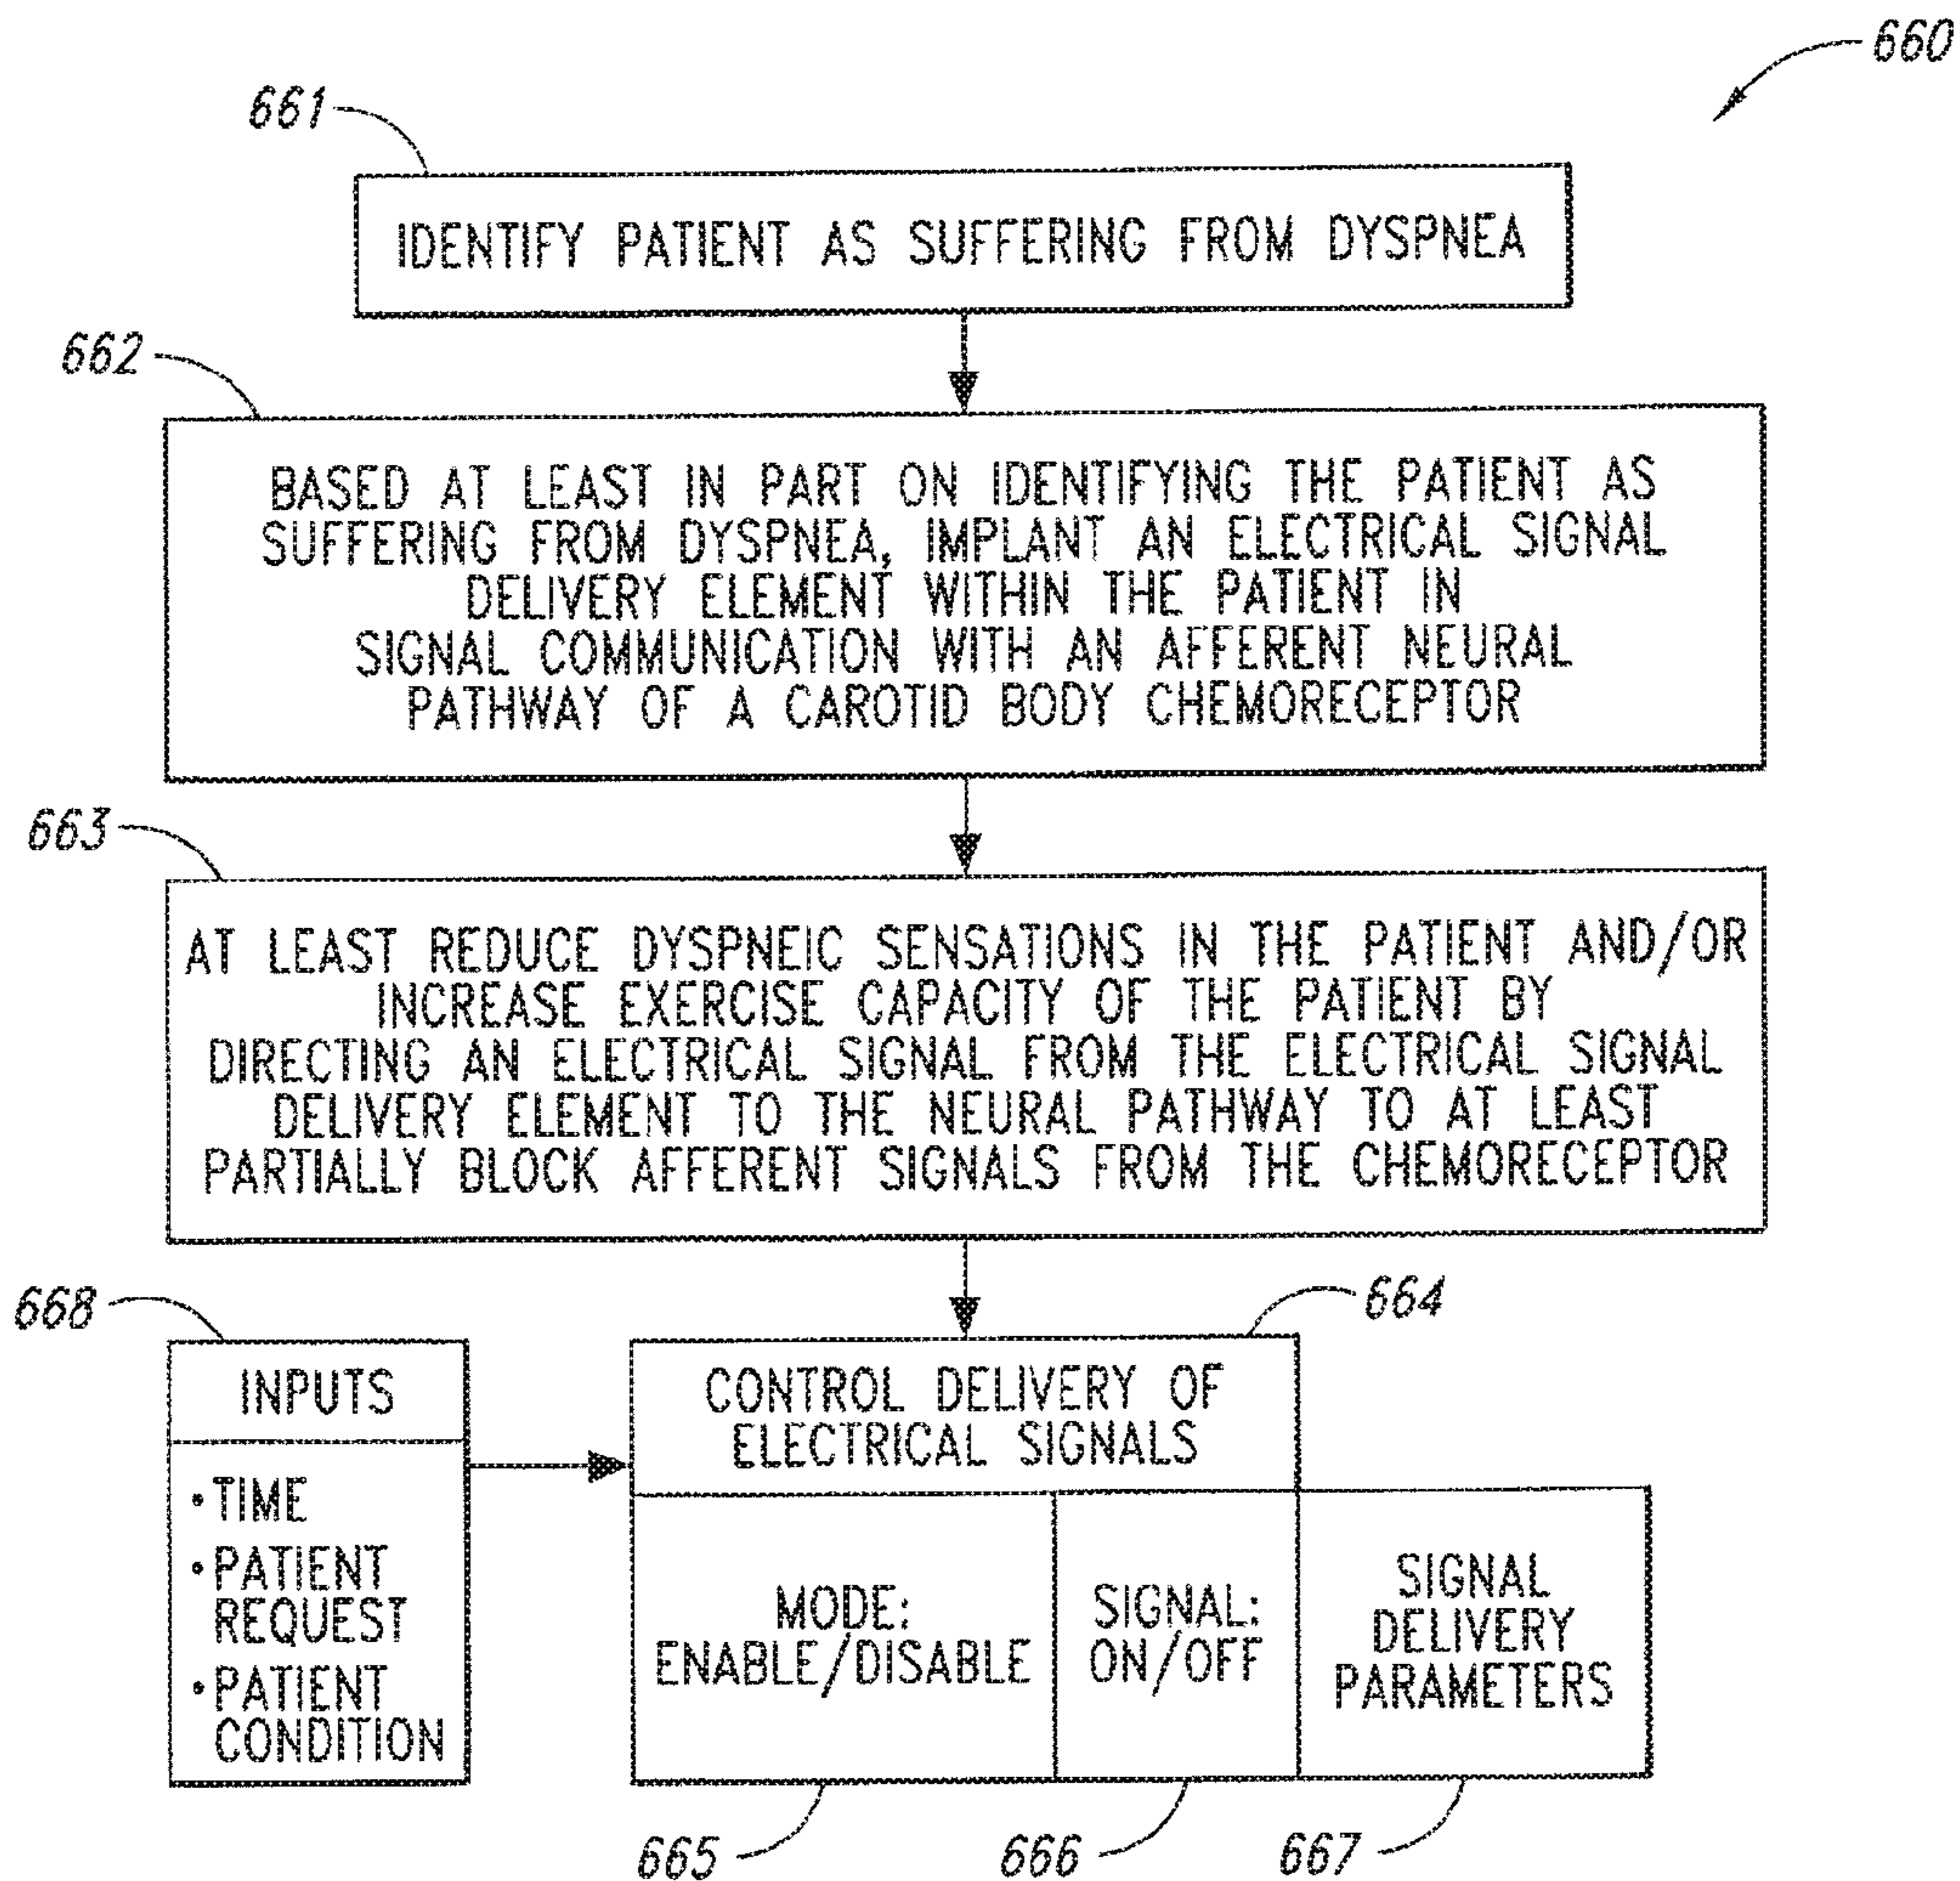 660
661
IDENTIFY PATIENT AS SUFFERING FROM DYSPNEA
662
BASED AT LEAST IN PART ON IDENTIFYING THE PATIENT AS
SUFFERING FROM DYSPNEA, IMPLANT AN ELECTRICAL SIGNAL
DELIVERY ELEMENT WITHIN THE PATIENT IN
SIGNAL COMMUNICATION WITH AN AFFERENT NEURAL
PATHWAY OF A CAROTID BODY CHEMORECEPTOR
663
AT LEAST REDUCE DYSPNEIC SENSATIONS IN THE PATIENT AND/OR
INCREASE EXERCISE CAPACITY OF THE PATIENT BY
DIRECTING AN ELECTRICAL SIGNAL FROM THE ELECTRICAL SIGNAL
DELIVERY ELEMENT TO THE NEURAL PATHWAY TO AT LEAST
PARTIALLY BLOCK AFFERENT SIGNALS FROM THE CHEMORECEPTOR
668
INPUTS
•TIME
•PATIENT
REQUEST
•PATIENT
CONDITION
664
CONTROL DELIVERY OF
ELECTRICAL SIGNALS
MODE:
ENABLE/DISABLE
SIGNAL:
ON/OFF
SIGNAL
DELIVERY
PARAMETERS
665
666
667